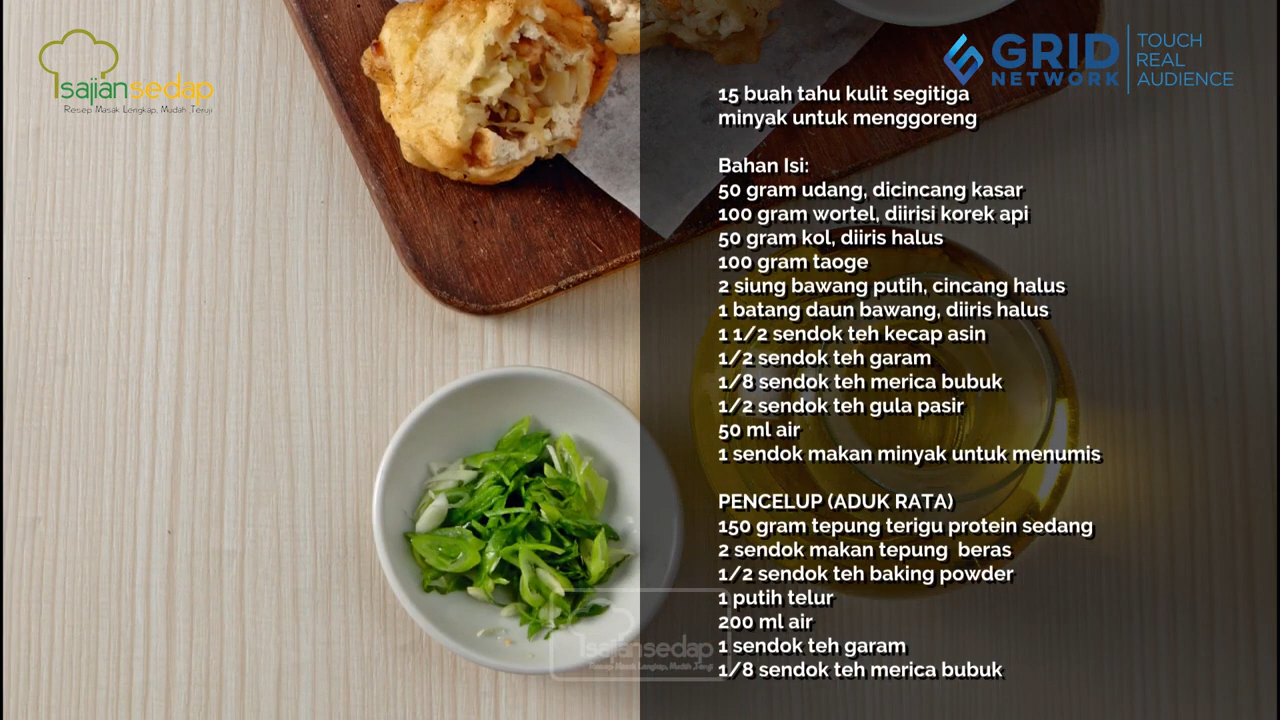 sajiansedap
Resep Masak Lengkap, Mudah ,Teruji
GRID
NETWORK
TOUCH
REAL
AUDIENCE
15 buah tahu kulit segitiga
minyak untuk menggoreng
Bahan Isi:
50 gram udang, dicincang kasar
100 gram wortel, diirisi korek api
50 gram kol, diiris halus
100 gram taoge
2 siung bawang putih, cincang halus
1 batang daun bawang, diiris halus
1 1/2 sendok teh kecap asin
1/2 sendok teh garam
1/8 sendok teh merica bubuk
1/2 sendok teh gula pasir
50 ml air
1 sendok makan minyak untuk menumis
PENCELUP (ADUK RATA)
150 gram tepung terigu protein sedang
2 sendok makan tepung  beras
1/2 sendok teh baking powder
1 putih telur
200 ml air
1 sendok teh garam
1/8 sendok teh merica bubuk
sajiansedap
Resep Masak Lengkap, Mudah ,Teruji